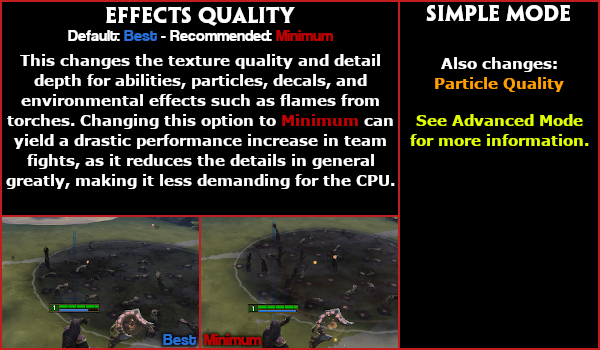 EFFECTS QUALITY
Default: Best - Recommended: Minimum
This changes the texture quality and detail
depth for abilities, particles, decals, and
environmental effects such as flames from
torches. Changing this option to Minimum can
yield a drastic performance increase in team
fights, as it reduces the details in general
greatly, making it less demanding for the CPU.
SIMPLE MODE
Also changes:
Particle Quality
See Advanced Mode
for more information.
1
Best
1
Minimum